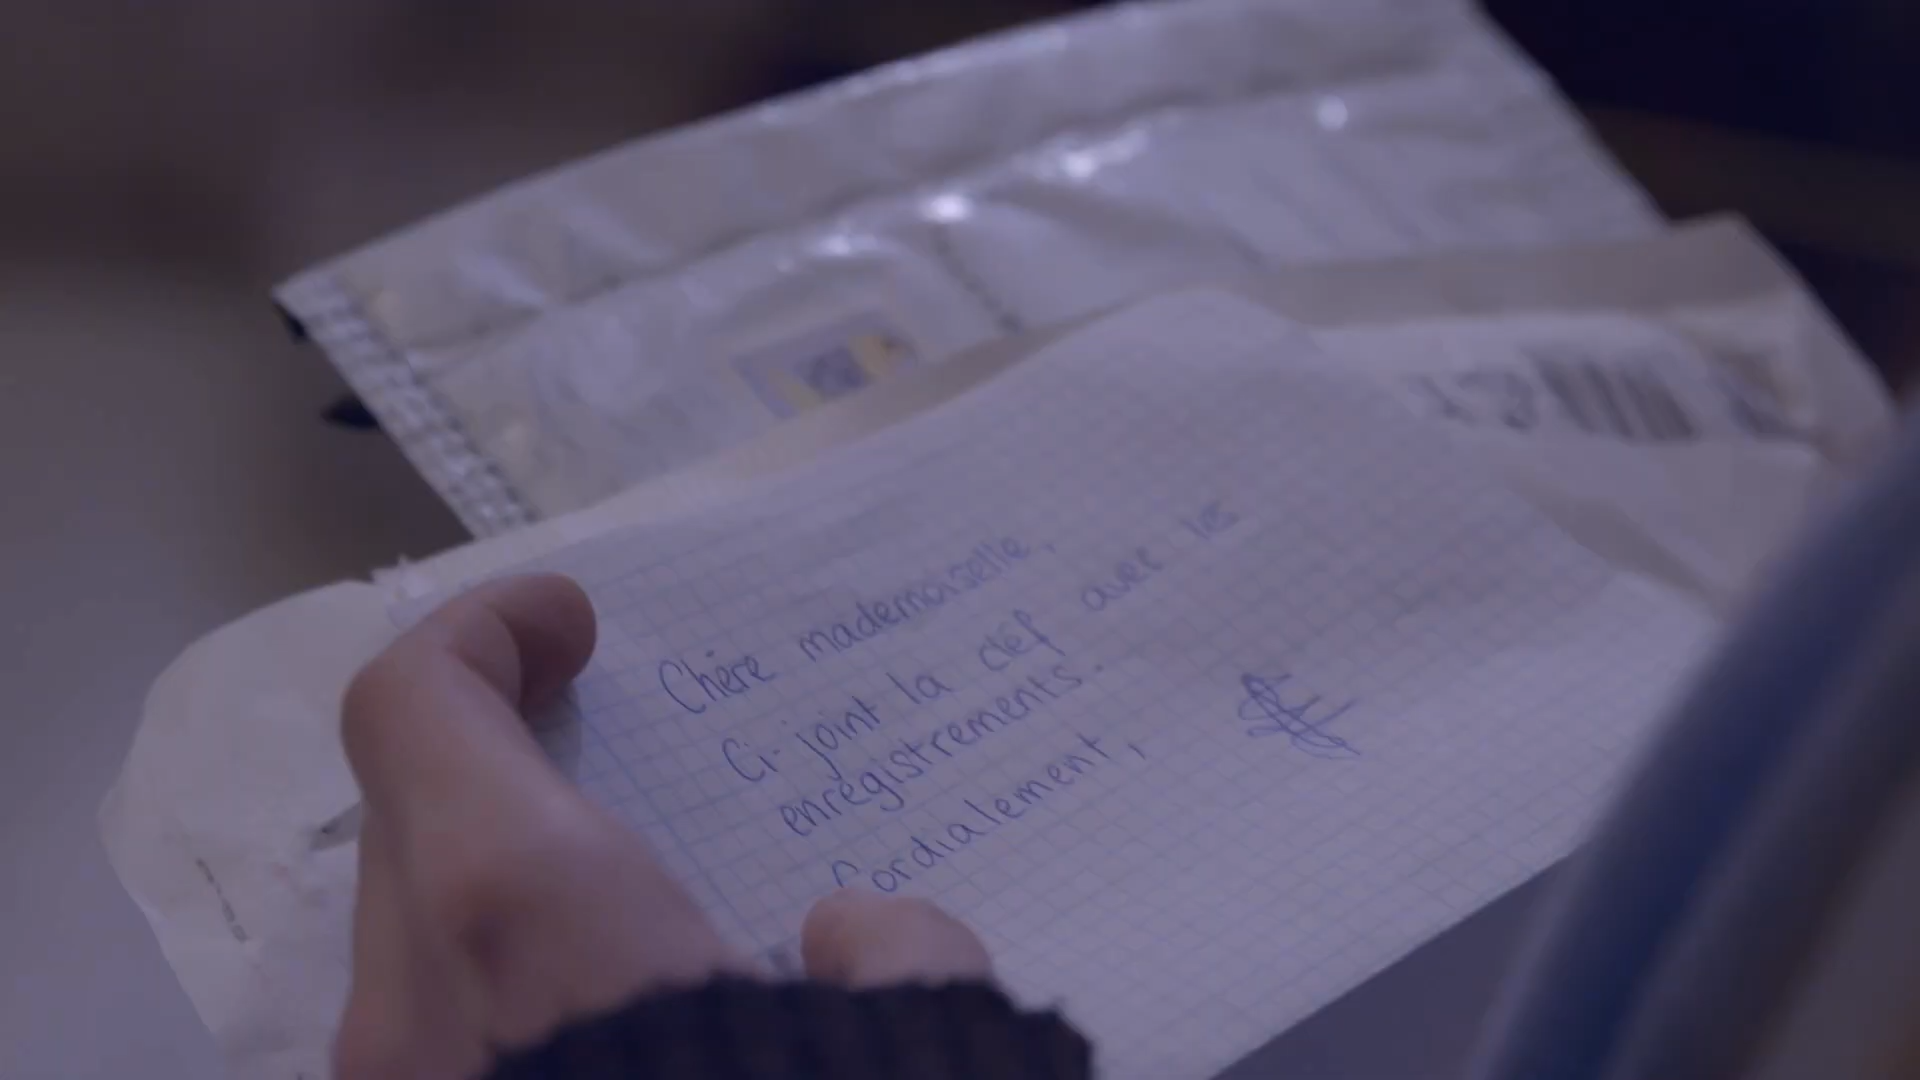 Chère mademoiselle,
Ci-joint la clef avec les
enregistrements.
Cordialement,